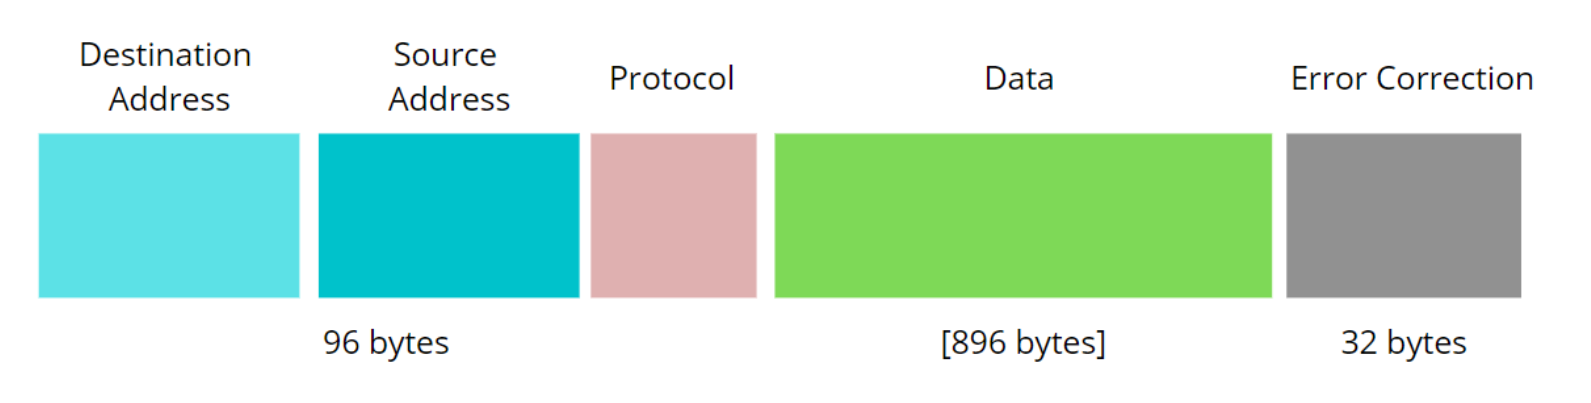 Destination
Address
Source
Address
Protocol
Data
Error Correction
96 bytes
[896 bytes]
32 bytes